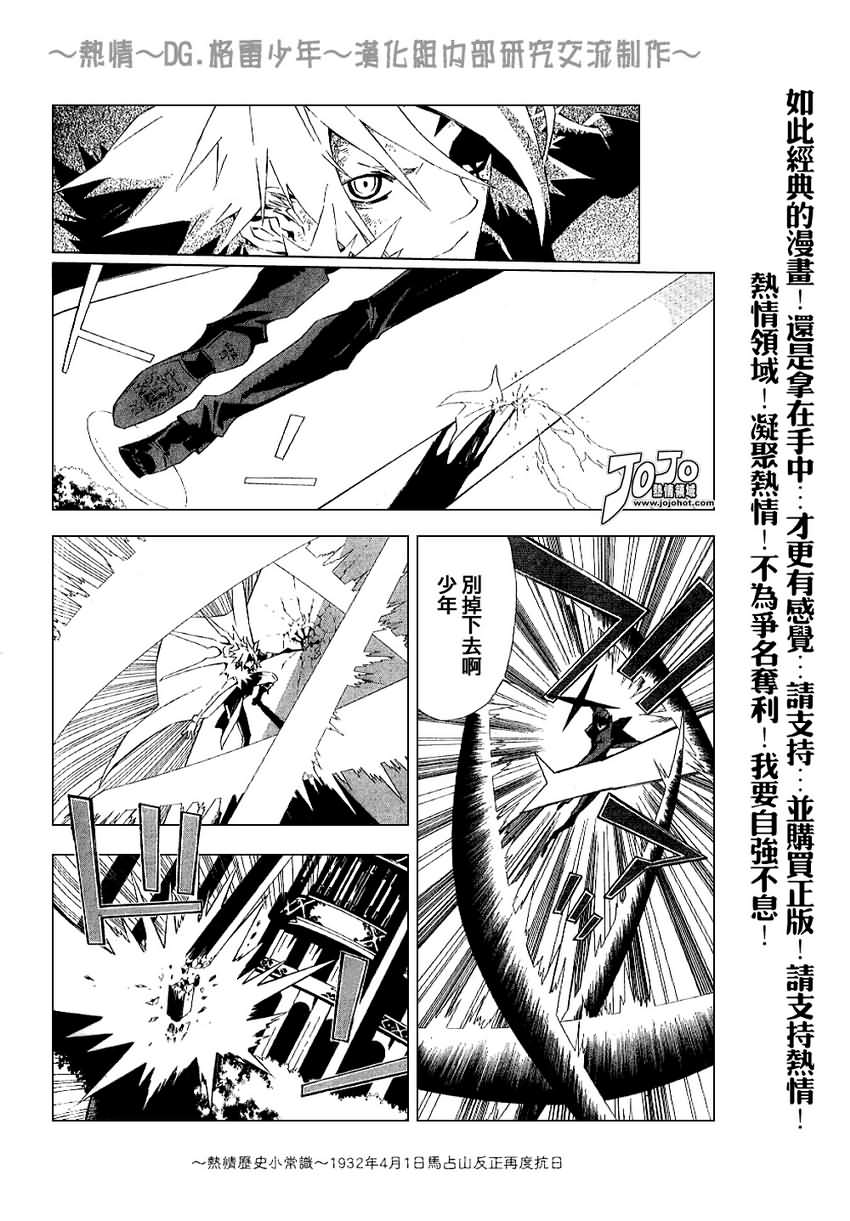 ～熱情～DG.格雷少年～漢化組內部研究交流制作～
如此經典的漫畫！還是拿在手中…才更有感覺…請支持…並購買正版！請支持熱情！
熱情領域！凝聚熱情！不為爭名奪利！我要自強不息！
JOJO
熱情領域
www.jojohot.com
別掉下去啊
少年
～熱情歷史小常識～1932年4月1日馬占山反正再度抗日